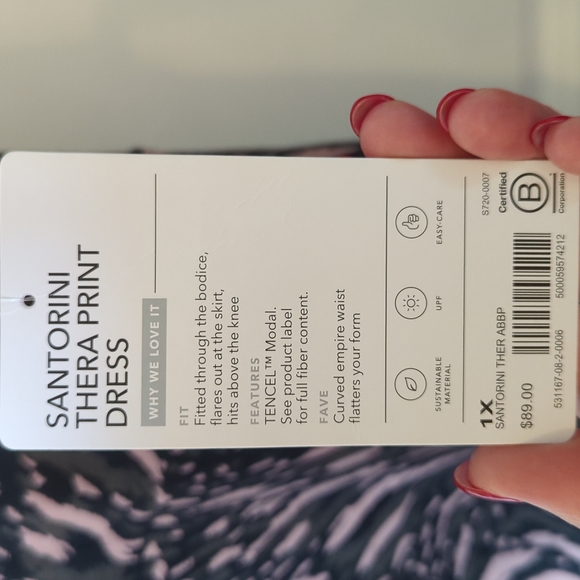 SANTORINI
THERA PRINT
DRESS
WHY WE LOVE IT
FIT
Fitted through the bodice,
flares out at the skirt,
hits above the knee
FEATURES
TENCEL™ Modal.
See product label
for full fiber content.
FAVE
Curved empire waist
flatters your form
SUSTAINABLE
MATERIAL
UPF
EASY-CARE
1X
SANTORINI THER ABBP
$89.00
531167-08-2-0006
500059574212
S720-0007
Certified
B
Corporation